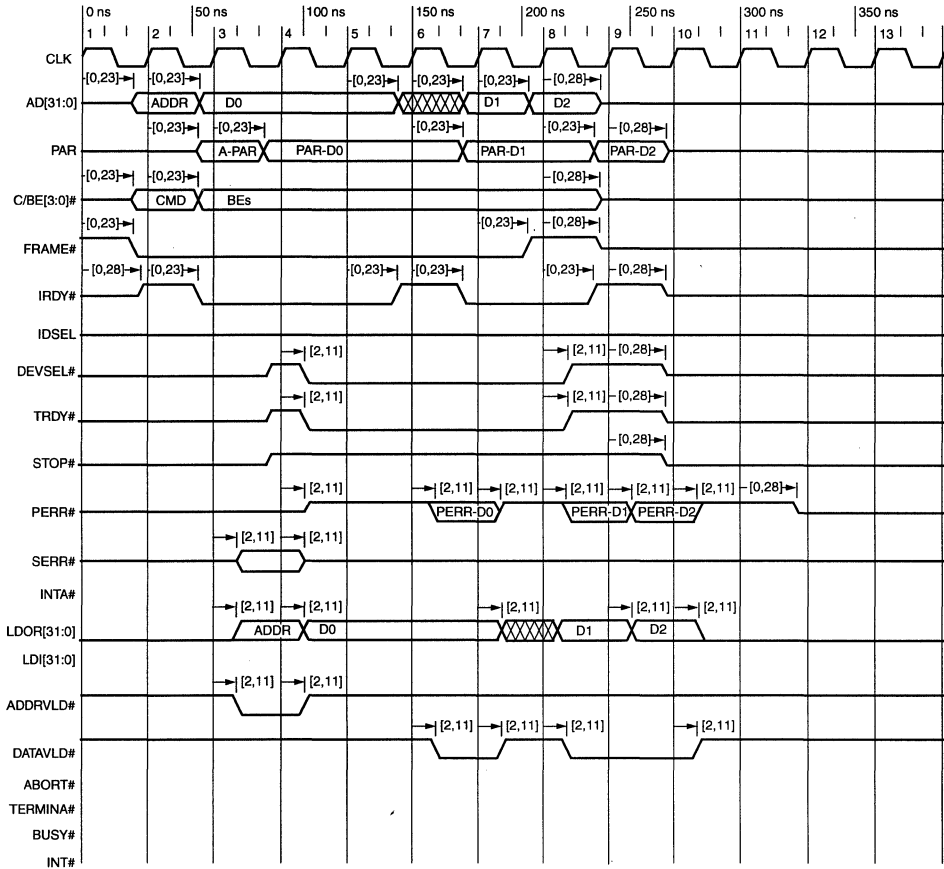 0 ns 50 ns 100 ns 150 ns 200 ns 250 ns 300 ns 350 ns
1 2 3 4 5 6 7 8 9 10 11 12 13
CLK
[0,23] [0,23] [0,23] [0,23] [0,23] [0,28]
AD[31:0] ADDR D0 D1 D2
[0,23] [0,23] [0,23] [0,23] [0,28]
PAR A-PAR PAR-D0 PAR-D1 PAR-D2
[0,23] [0,23] [0,28]
C/BE[3:0]# CMD BEs
[0,23] [0,23] [0,28]
FRAME#
[0,28] [0,23] [0,23] [0,23] [0,23] [0,28]
IRDY#
IDSEL
[2,11] [2,11] [0,28]
DEVSEL#
[2,11] [2,11] [0,28]
TRDY#
[0,28]
STOP#
[2,11] [2,11] [2,11] [2,11] [2,11] [2,11] [0,28]
PERR# PERR-D0 PERR-D1 PERR-D2
[2,11] [2,11]
SERR#
INTA#
[2,11] [2,11] [2,11] [2,11] [2,11]
LDOR[31:0] ADDR D0 D1 D2
LDI[31:0]
[2,11] [2,11]
ADDRVLD#
[2,11] [2,11] [2,11] [2,11]
DATAVLD#
ABORT#
TERMINA#
BUSY#
INT#